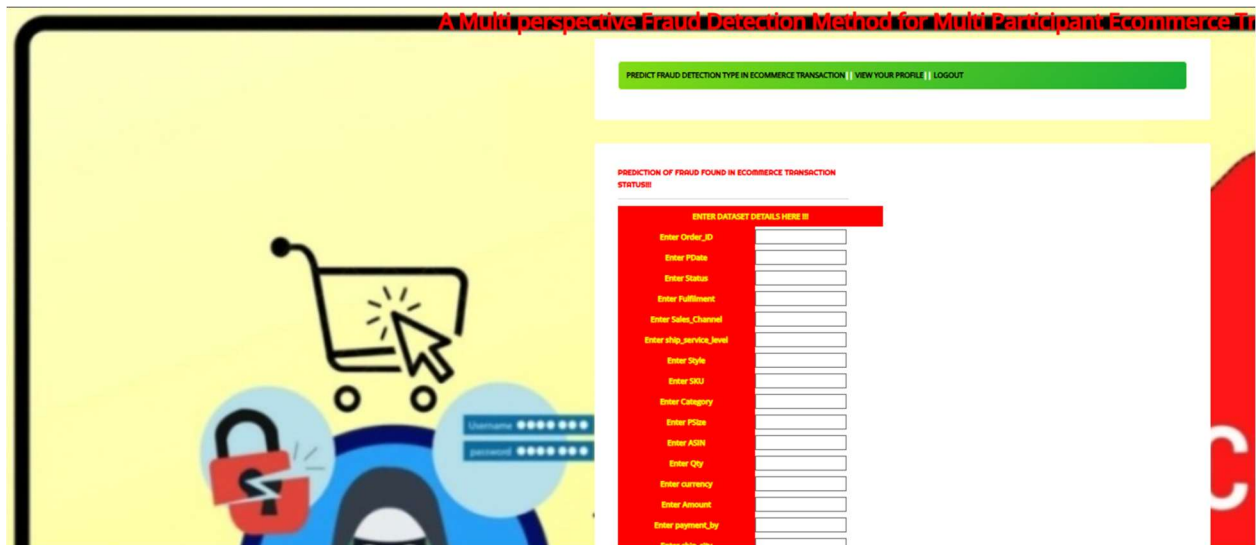 A Multi perspective Fraud Detection Method for Multi Participant Ecommerce Tr
PREDICT FRAUD DETECTION TYPE IN ECOMMERCE TRANSACTION || VIEW YOUR PROFILE || LOGOUT
PREDICTION OF FRAUD FOUND IN ECOMMERCE TRANSACTION
STATUS!!!
ENTER DATASET DETAILS HERE !!!
Enter Order_ID
Enter PDate
Enter Status
Enter Fulfilment
Enter Sales_Channel
Enter ship_service_level
Enter Style
Enter SKU
Enter Category
Enter PSize
Enter ASIN
Enter Qty
Enter currency
Enter Amount
Enter payment_by
Enter ship_city
Username
password
C